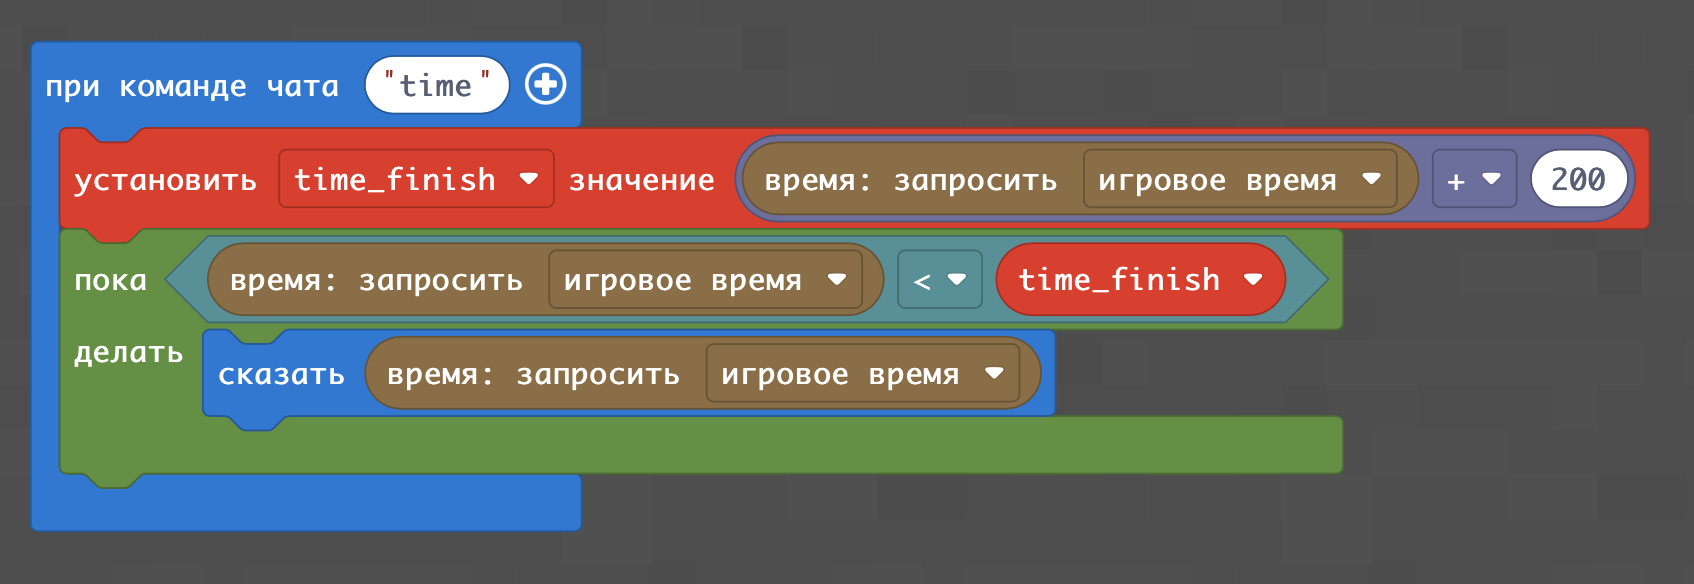 при команде чата "time"
установить time_finish значение время: запросить игровое время + 200
пока время: запросить игровое время < time_finish
делать
сказать время: запросить игровое время